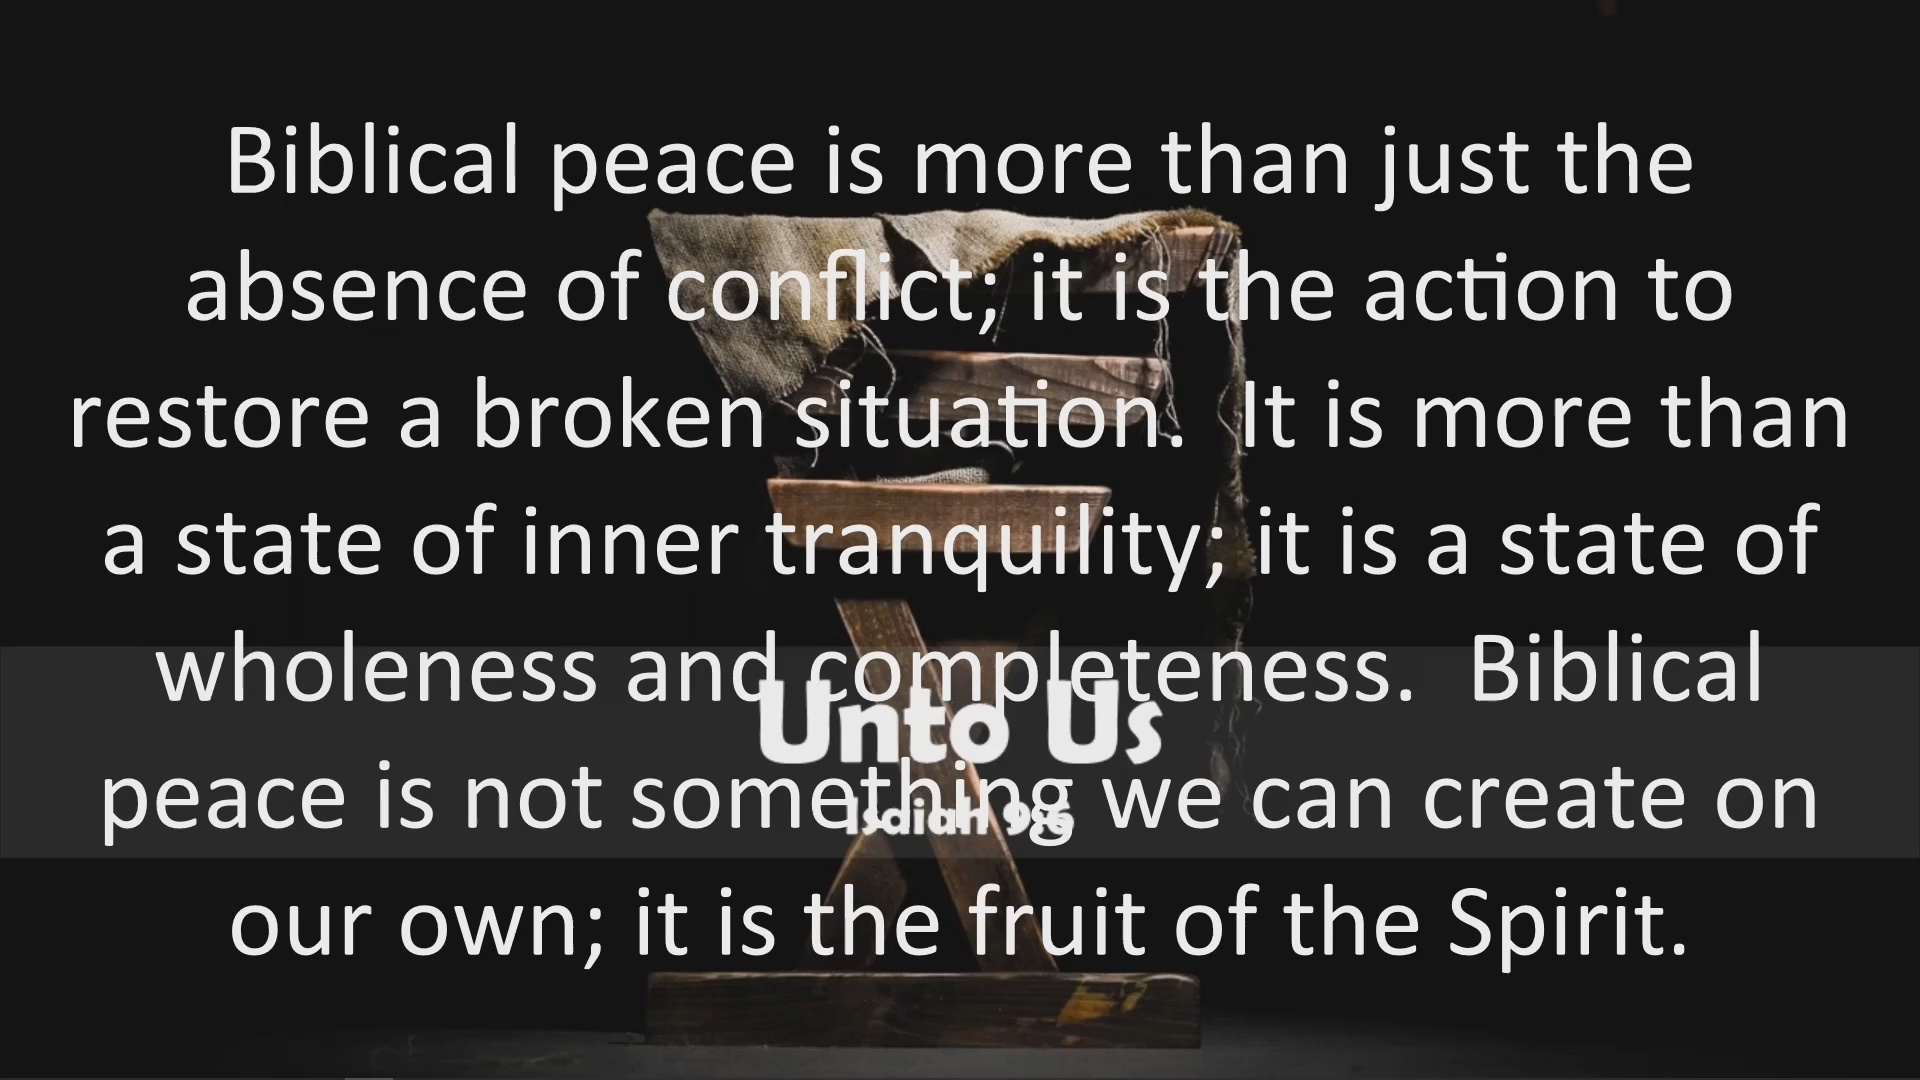 Biblical peace is more than just the
absence of conflict; it is the action to
restore a broken situation.  It is more than
a state of inner tranquility; it is a state of
wholeness and completeness.  Biblical
Unto Us
peace is not something we can create on
Isaiah 9:6
our own; it is the fruit of the Spirit.